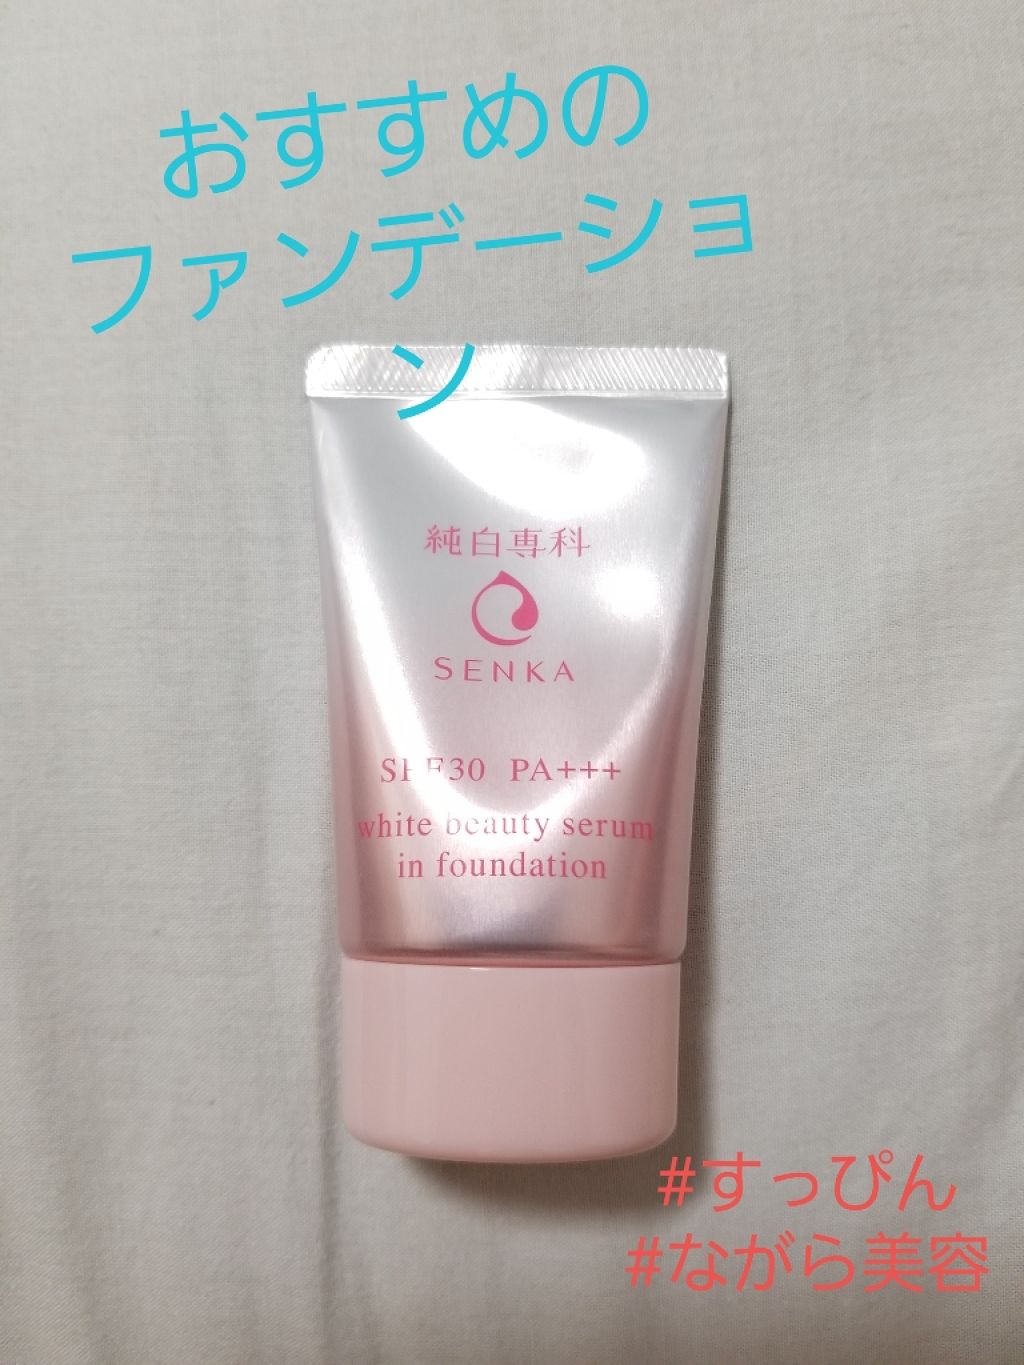 おすすめの
ファンデーショ
ン
純白専科
SENKA
SPF30 PA+++
white beauty serum
in foundation
#すっぴん
#ながら美容